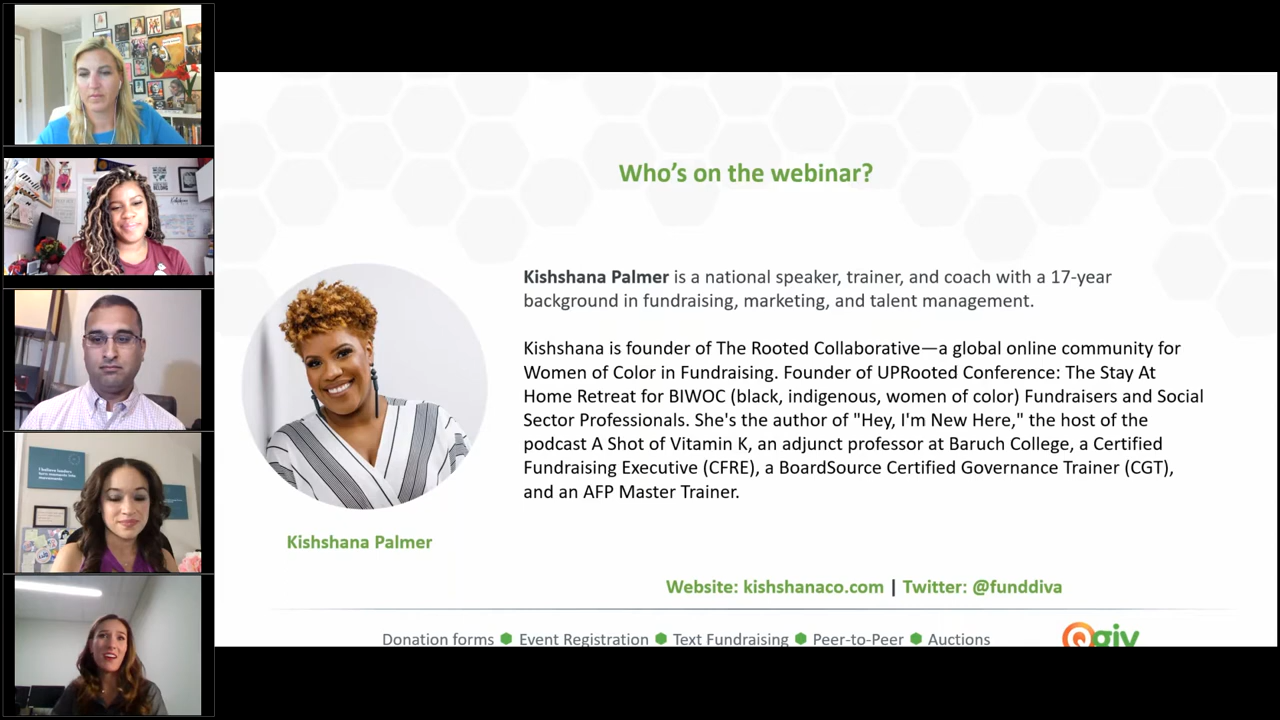 Who's on the webinar?
Kishshana Palmer is a national speaker, trainer, and coach with a 17-year
background in fundraising, marketing, and talent management.
Kishshana is founder of The Rooted Collaborative—a global online community for
Women of Color in Fundraising. Founder of UPRooted Conference: The Stay At
Home Retreat for BIWOC (black, indigenous, women of color) Fundraisers and Social
Sector Professionals. She's the author of "Hey, I'm New Here," the host of the
podcast A Shot of Vitamin K, an adjunct professor at Baruch College, a Certified
Fundraising Executive (CFRE), a BoardSource Certified Governance Trainer (CGT),
and an AFP Master Trainer.
Kishshana Palmer
Website: kishshanaco.com | Twitter: @funddiva
Donation forms ⬢ Event Registration ⬢ Text Fundraising ⬢ Peer-to-Peer ⬢ Auctions
Qgiv